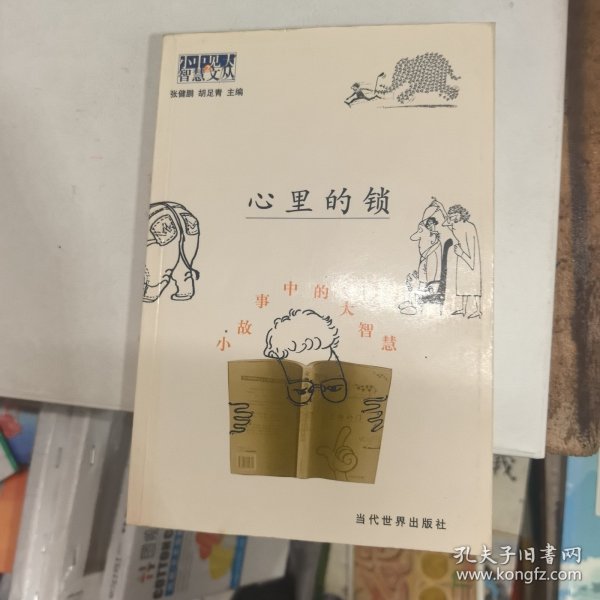 智慧文丛
张健鹏 胡足青 主编
心里的锁
小故事中的大智慧
当代世界出版社
孔夫子旧书网
www.kongfz.com
我
COTTON